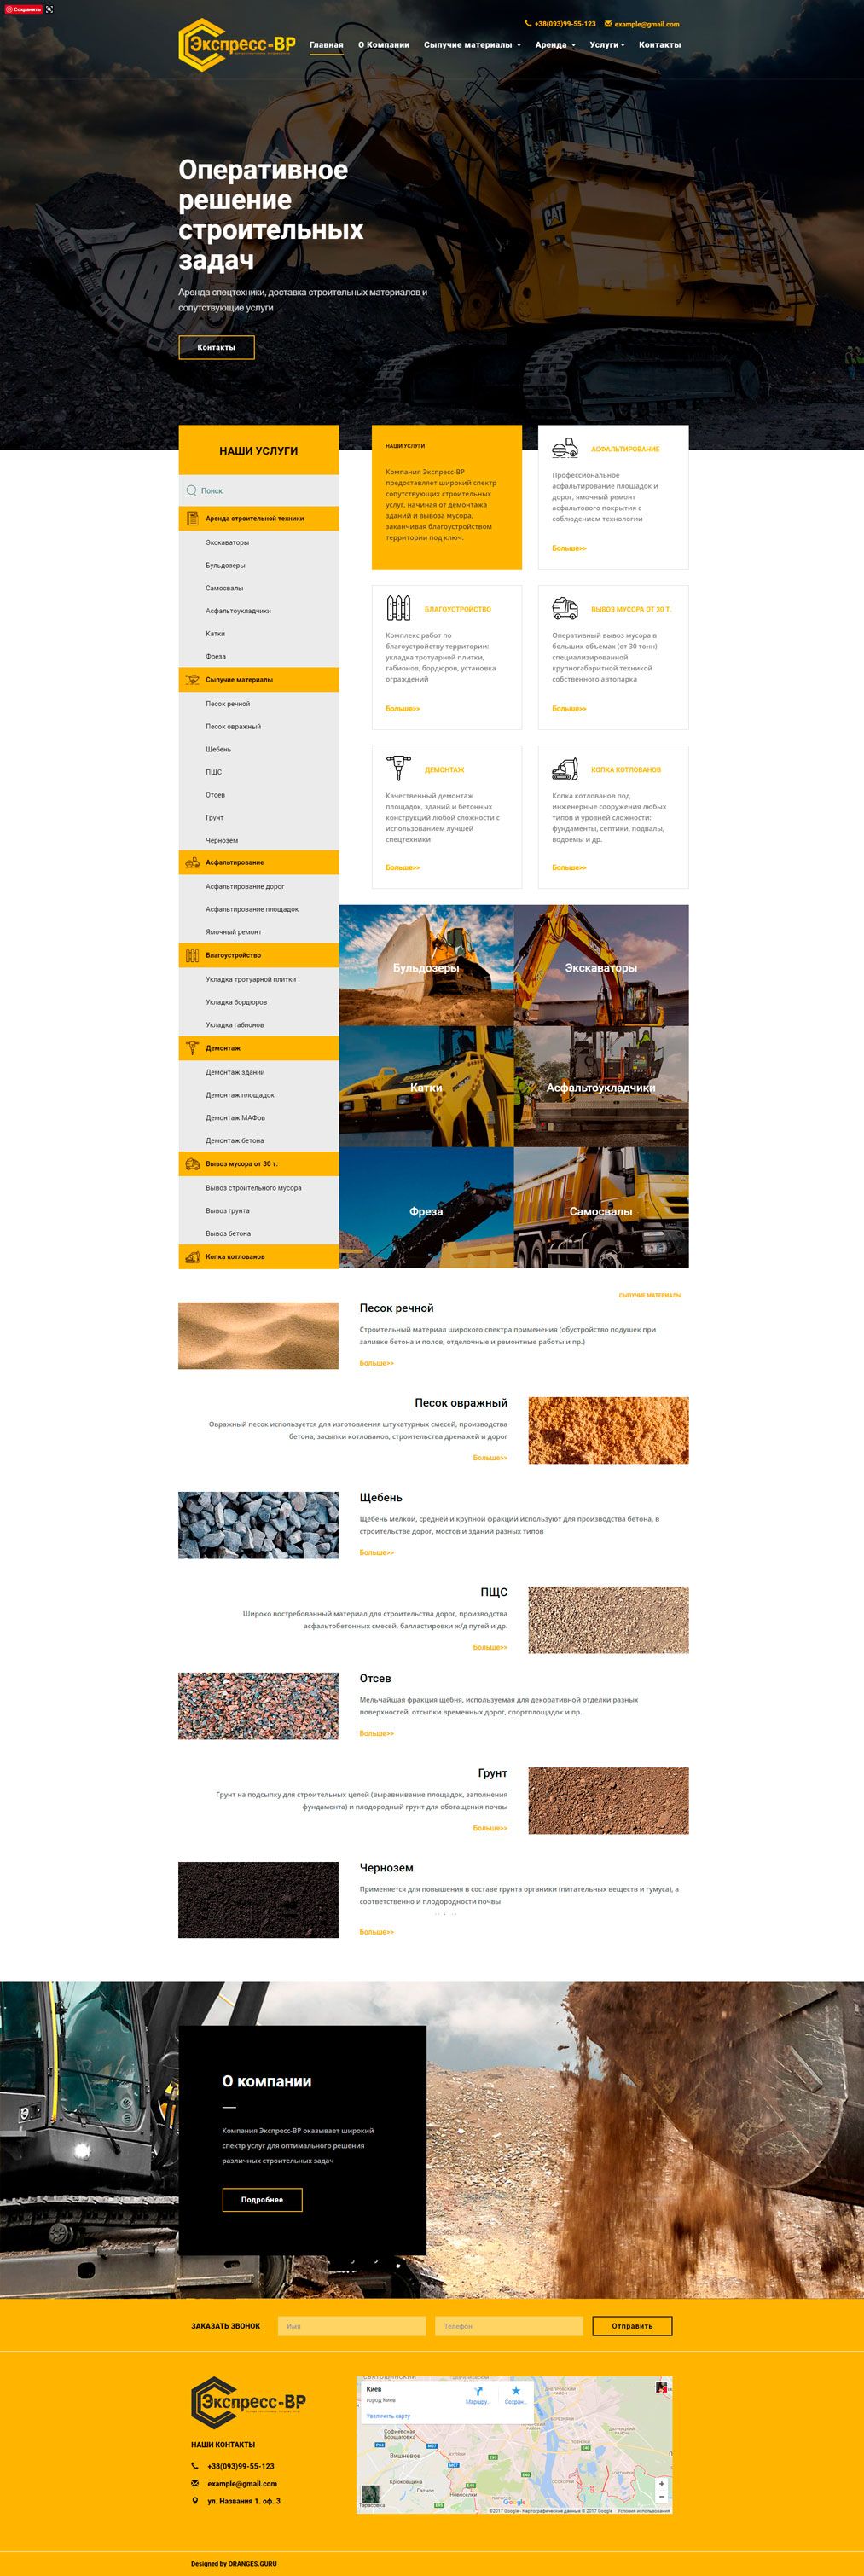 Сохранить
+38(093)99-55-123 example@gmail.com
Экспресс-ВР
Главная О Компании Сыпучие материалы Аренда Услуги Контакты
CAT
Оперативное
решение
строительных
задач
Аренда спецтехники, доставка строительных материалов и
сопутствующие услуги
Контакты
НАШИ УСЛУГИ
Поиск
Аренда строительной техники
Экскаваторы
Бульдозеры
Самосвалы
Асфальтоукладчики
Катки
Фреза
Сыпучие материалы
Песок речной
Песок овражный
Щебень
ПЩС
Отсев
Грунт
Чернозем
Асфальтирование
Асфальтирование дорог
Асфальтирование площадок
Ямочный ремонт
Благоустройство
Укладка тротуарной плитки
Укладка бордюров
Укладка габионов
Демонтаж
Демонтаж зданий
Демонтаж площадок
Демонтаж МАФов
Демонтаж бетона
Вывоз мусора от 30 т.
Вывоз строительного мусора
Вывоз грунта
Вывоз бетона
Копка котлованов
НАШИ УСЛУГИ
Компания Экспресс-ВР
предоставляет широкий спектр
сопутствующих строительных
услуг, начиная от демонтажа
зданий и вывоза мусора,
заканчивая благоустройством
территории под ключ.
АСФАЛЬТИРОВАНИЕ
Профессиональное
асфальтирование площадок и
дорог, ямочный ремонт
асфальтового покрытия с
соблюдением технологии
Больше>>
БЛАГОУСТРОЙСТВО
Комплекс работ по
благоустройству территории:
укладка тротуарной плитки,
габионов, бордюров, установка
ограждений
Больше>>
ВЫВОЗ МУСОРА ОТ 30 Т.
Оперативный вывоз мусора в
больших объемах (от 30 тонн)
специализированной
крупногабаритной техникой
собственного автопарка
Больше>>
ДЕМОНТАЖ
Качественный демонтаж
площадок, зданий и бетонных
конструкций любой сложности с
использованием лучшей
спецтехники
Больше>>
КОПКА КОТЛОВАНОВ
Копка котлованов под
инженерные сооружения любых
типов и уровней сложности:
фундаменты, септики, подвалы,
водоемы и др.
Больше>>
Бульдозеры
Экскаваторы
Катки
Асфальтоукладчики
Фреза
Самосвалы
СЫПУЧИЕ МАТЕРИАЛЫ
Песок речной
Строительный материал широкого спектра применения (обустройство подушек при
заливке бетона и полов, отделочные и ремонтные работы и пр.)
Больше>>
Песок овражный
Овражный песок используется для изготовления штукатурных смесей, производства
бетона, засыпки котлованов, строительства дренажей и дорог
Больше>>
Щебень
Щебень мелкой, средней и крупной фракций используют для производства бетона, в
строительстве дорог, мостов и зданий разных типов
Больше>>
ПЩС
Широко востребованный материал для строительства дорог, производства
асфальтобетонных смесей, балластировки ж/д путей и др.
Больше>>
Отсев
Мельчайшая фракция щебня, используемая для декоративной отделки разных
поверхностей, отсыпки временных дорог, спортплощадок и пр.
Больше>>
Грунт
Грунт на подсыпку для строительных целей (выравнивание площадок, заполнения
фундамента) и плодородный грунт для обогащения почвы
Больше>>
Чернозем
Применяется для повышения в составе грунта органики (питательных веществ и гумуса), а
соответственно и плодородности почвы
Больше>>
О компании
Компания Экспресс-ВР оказывает широкий
спектр услуг для оптимального решения
различных строительных задач
Подробнее
ЗАКАЗАТЬ ЗВОНОК Имя Телефон Отправить
Экспресс-ВР
НАШИ КОНТАКТЫ
+38(093)99-55-123
example@gmail.com
ул. Названия 1. оф. 3
Киев
город Киев
Маршру... Сохран...
Увеличить карту
Софиевская
Борщаговка
Вишневое
Крюковщина
Гатное
Новоселки
Тарасовка
Google
©2017 Google - Картографические данные © 2017 Google Условия использования
Designed by ORANGES.GURU